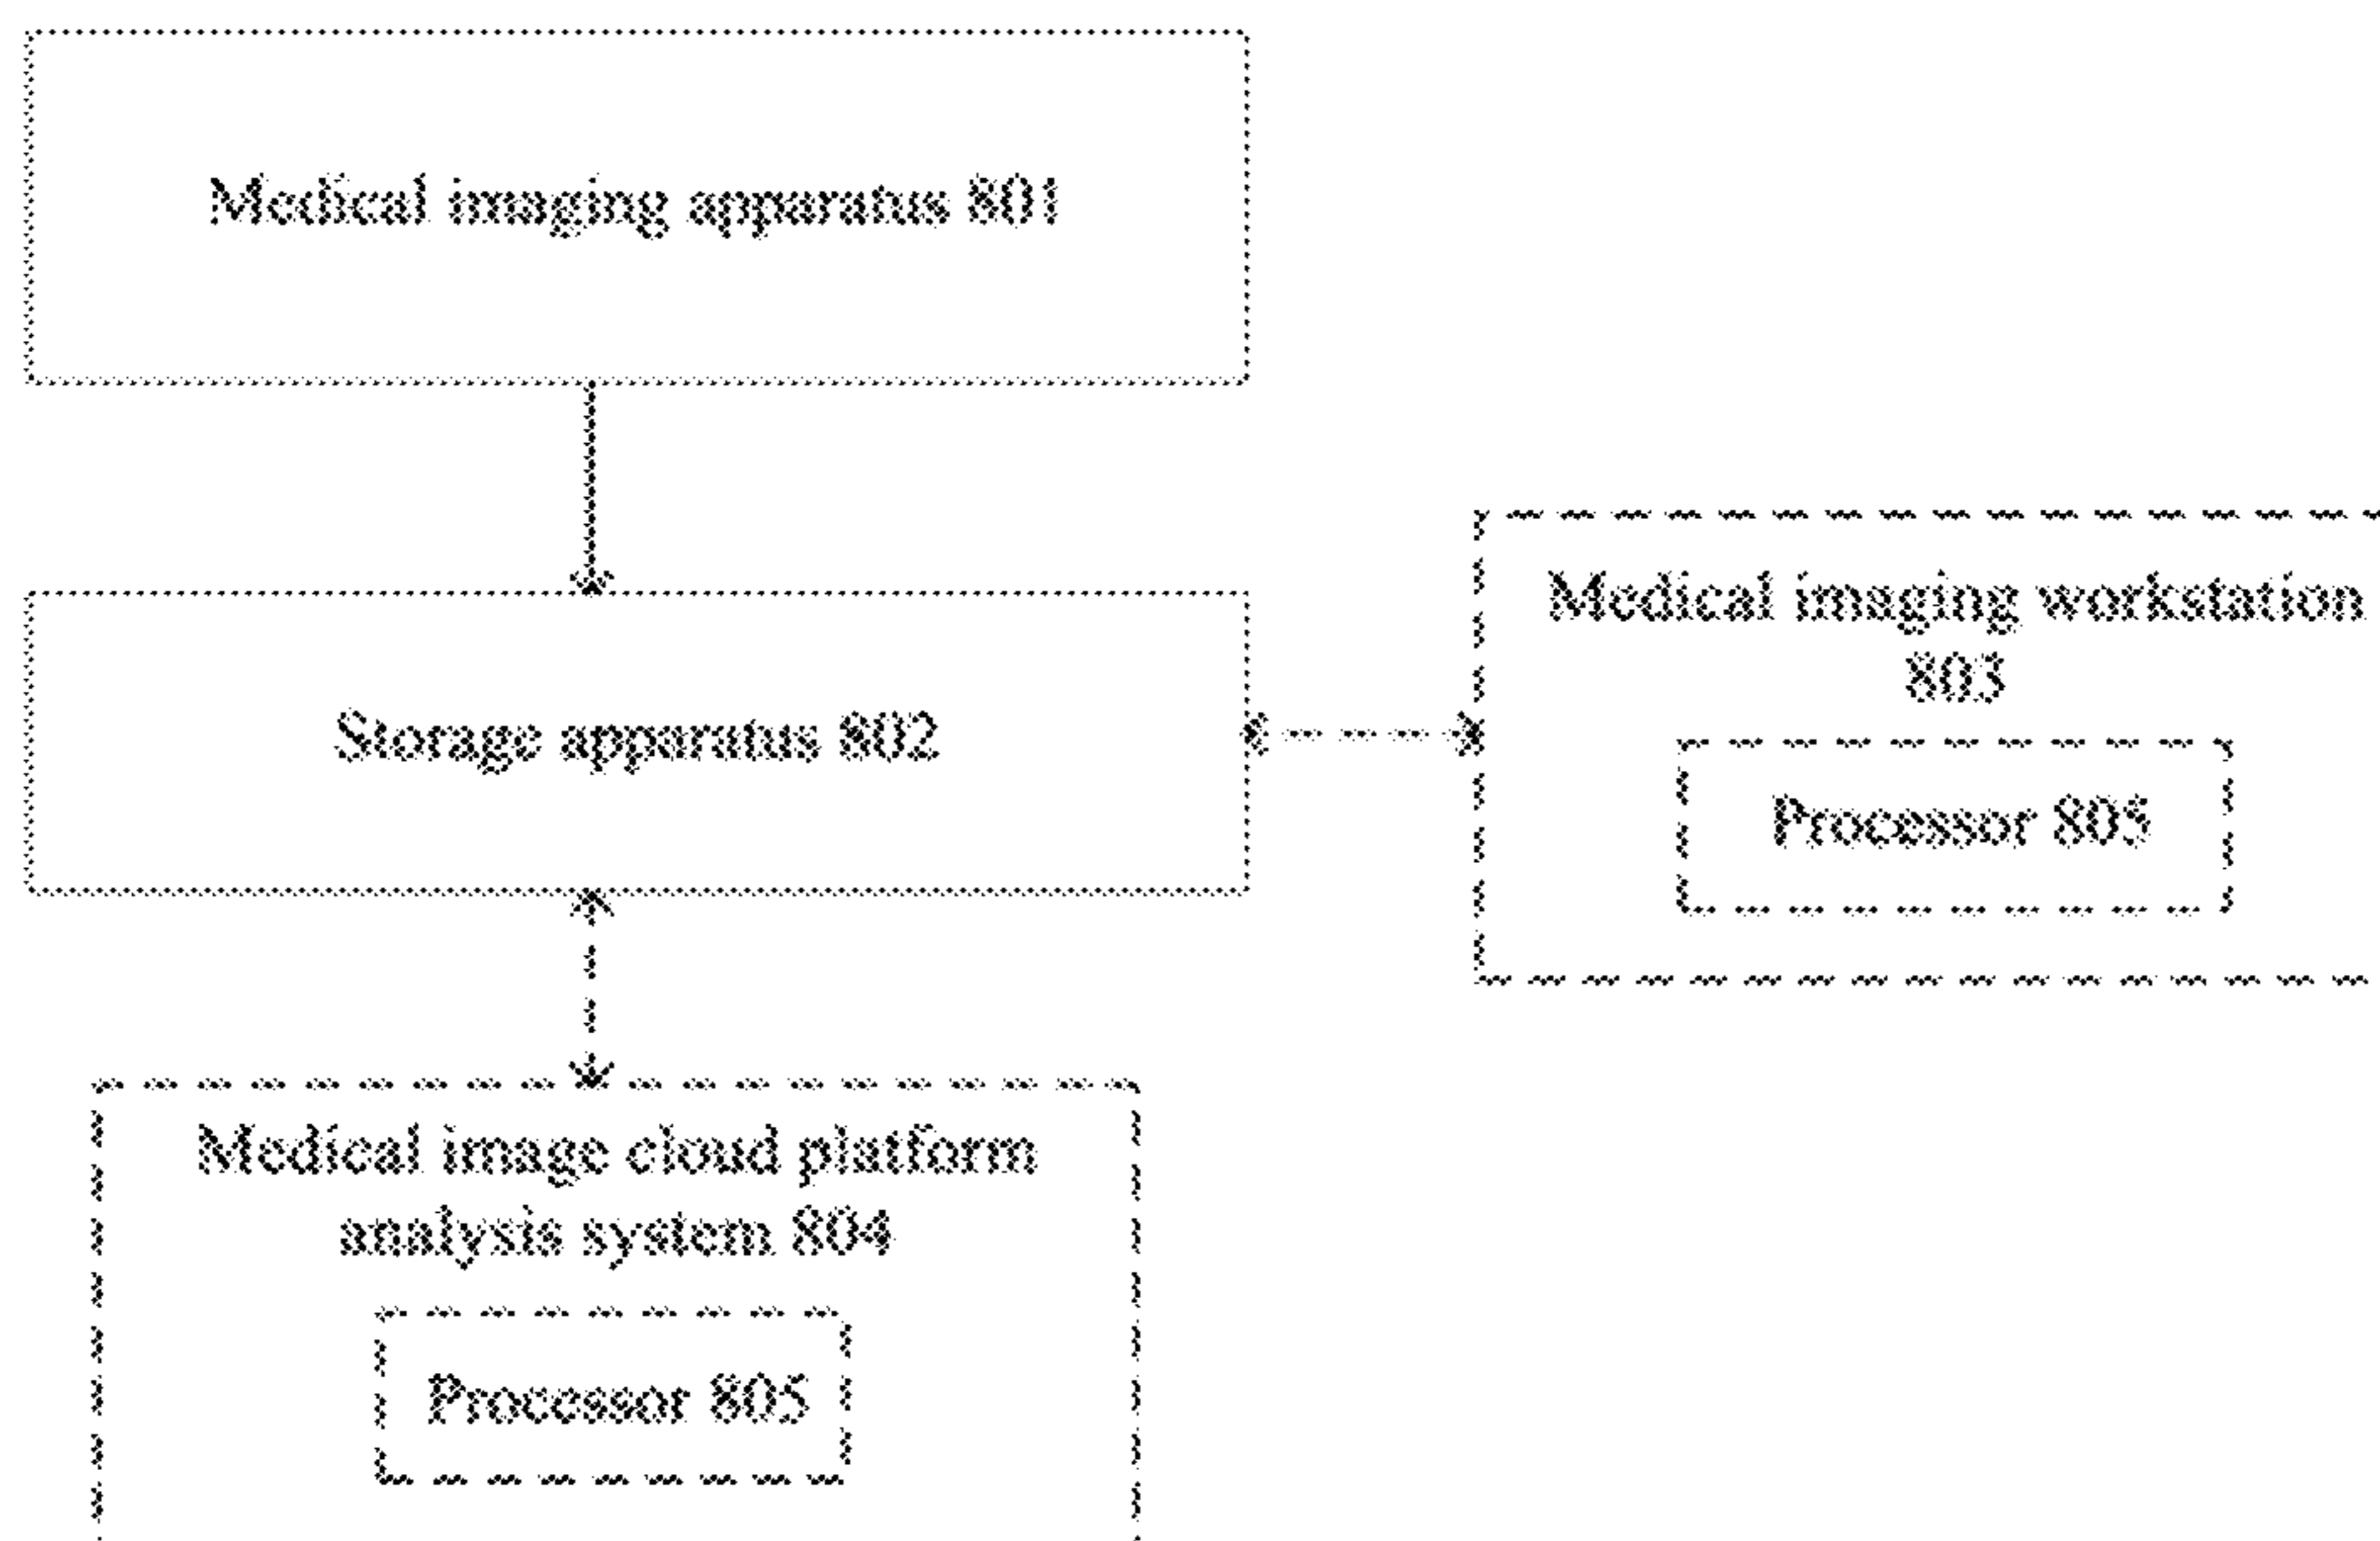 Medical imaging apparatus 801
Storage apparatus 802
Medical imaging workstation
803
Processor 805
Medical image cloud platform
analysis system 804
Processor 805